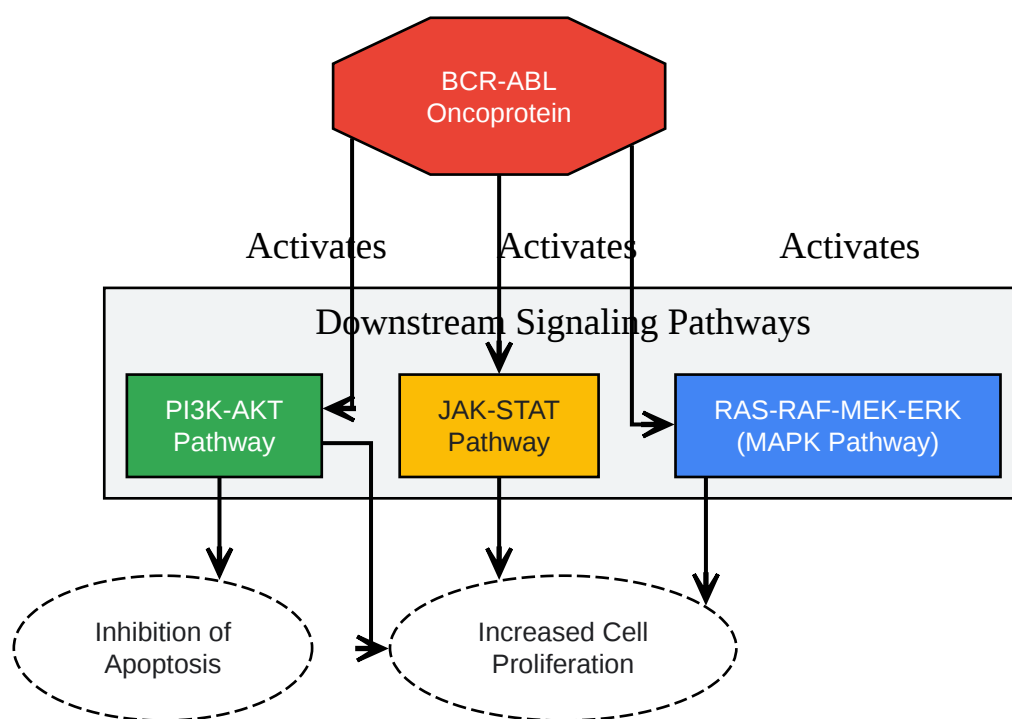 BCR-ABL
Oncoprotein
Activates
Activates
Activates
Downstream Signaling Pathways
PI3K-AKT
Pathway
JAK-STAT
Pathway
RAS-RAF-MEK-ERK
(MAPK Pathway)
Inhibition of
Apoptosis
Increased Cell
Proliferation